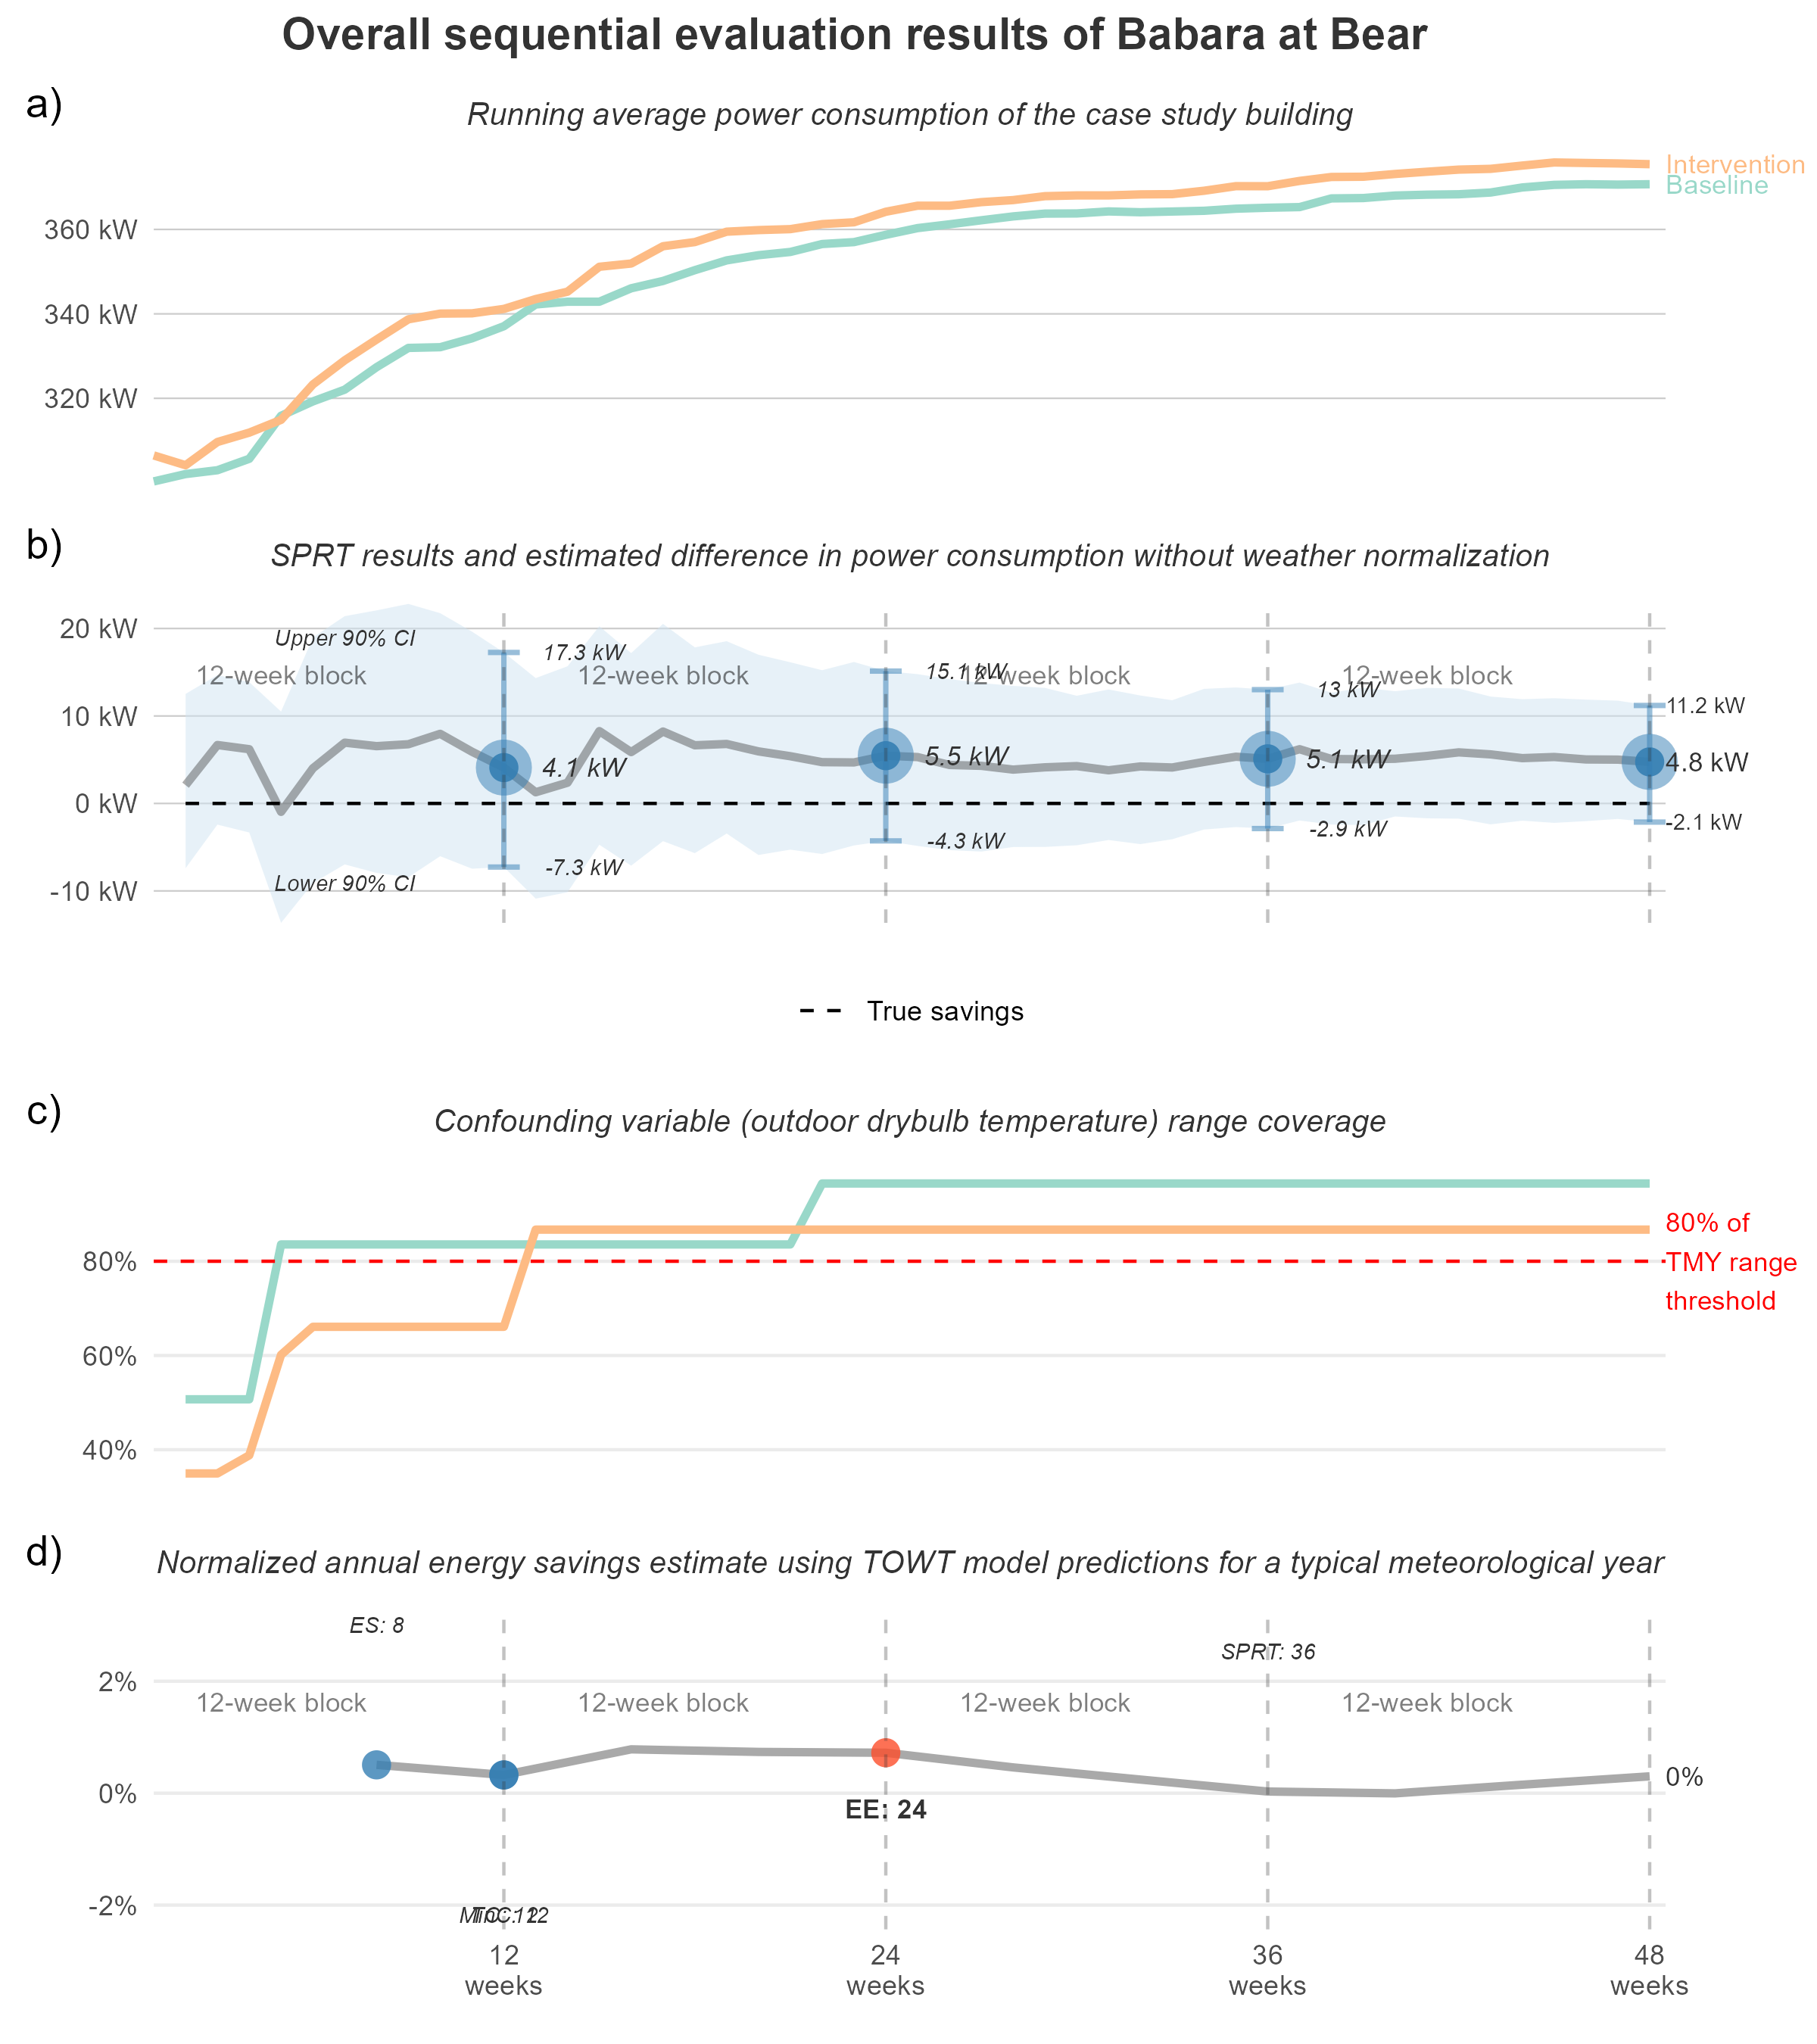 Overall sequential evaluation results of Babara at Bear
a)
Running average power consumption of the case study building
Intervention
Baseline
360 kW
340 kW
320 kW
b)
SPRT results and estimated difference in power consumption without weather normalization
20 kW
10 kW
0 kW
-10 kW
Upper 90% CI
12-week block
12-week block
12-week block
12-week block
17.3 kW
15.1 kW
13 kW
11.2 kW
4.1 kW
5.5 kW
5.1 kW
4.8 kW
-7.3 kW
-4.3 kW
-2.9 kW
-2.1 kW
Lower 90% CI
True savings
c)
Confounding variable (outdoor drybulb temperature) range coverage
80%
60%
40%
80% of
TMY range
threshold
d)
Normalized annual energy savings estimate using TOWT model predictions for a typical meteorological year
ES: 8
SPRT: 36
2%
0%
-2%
12-week block
12-week block
12-week block
12-week block
EE: 24
0%
12
weeks
24
weeks
36
weeks
48
weeks